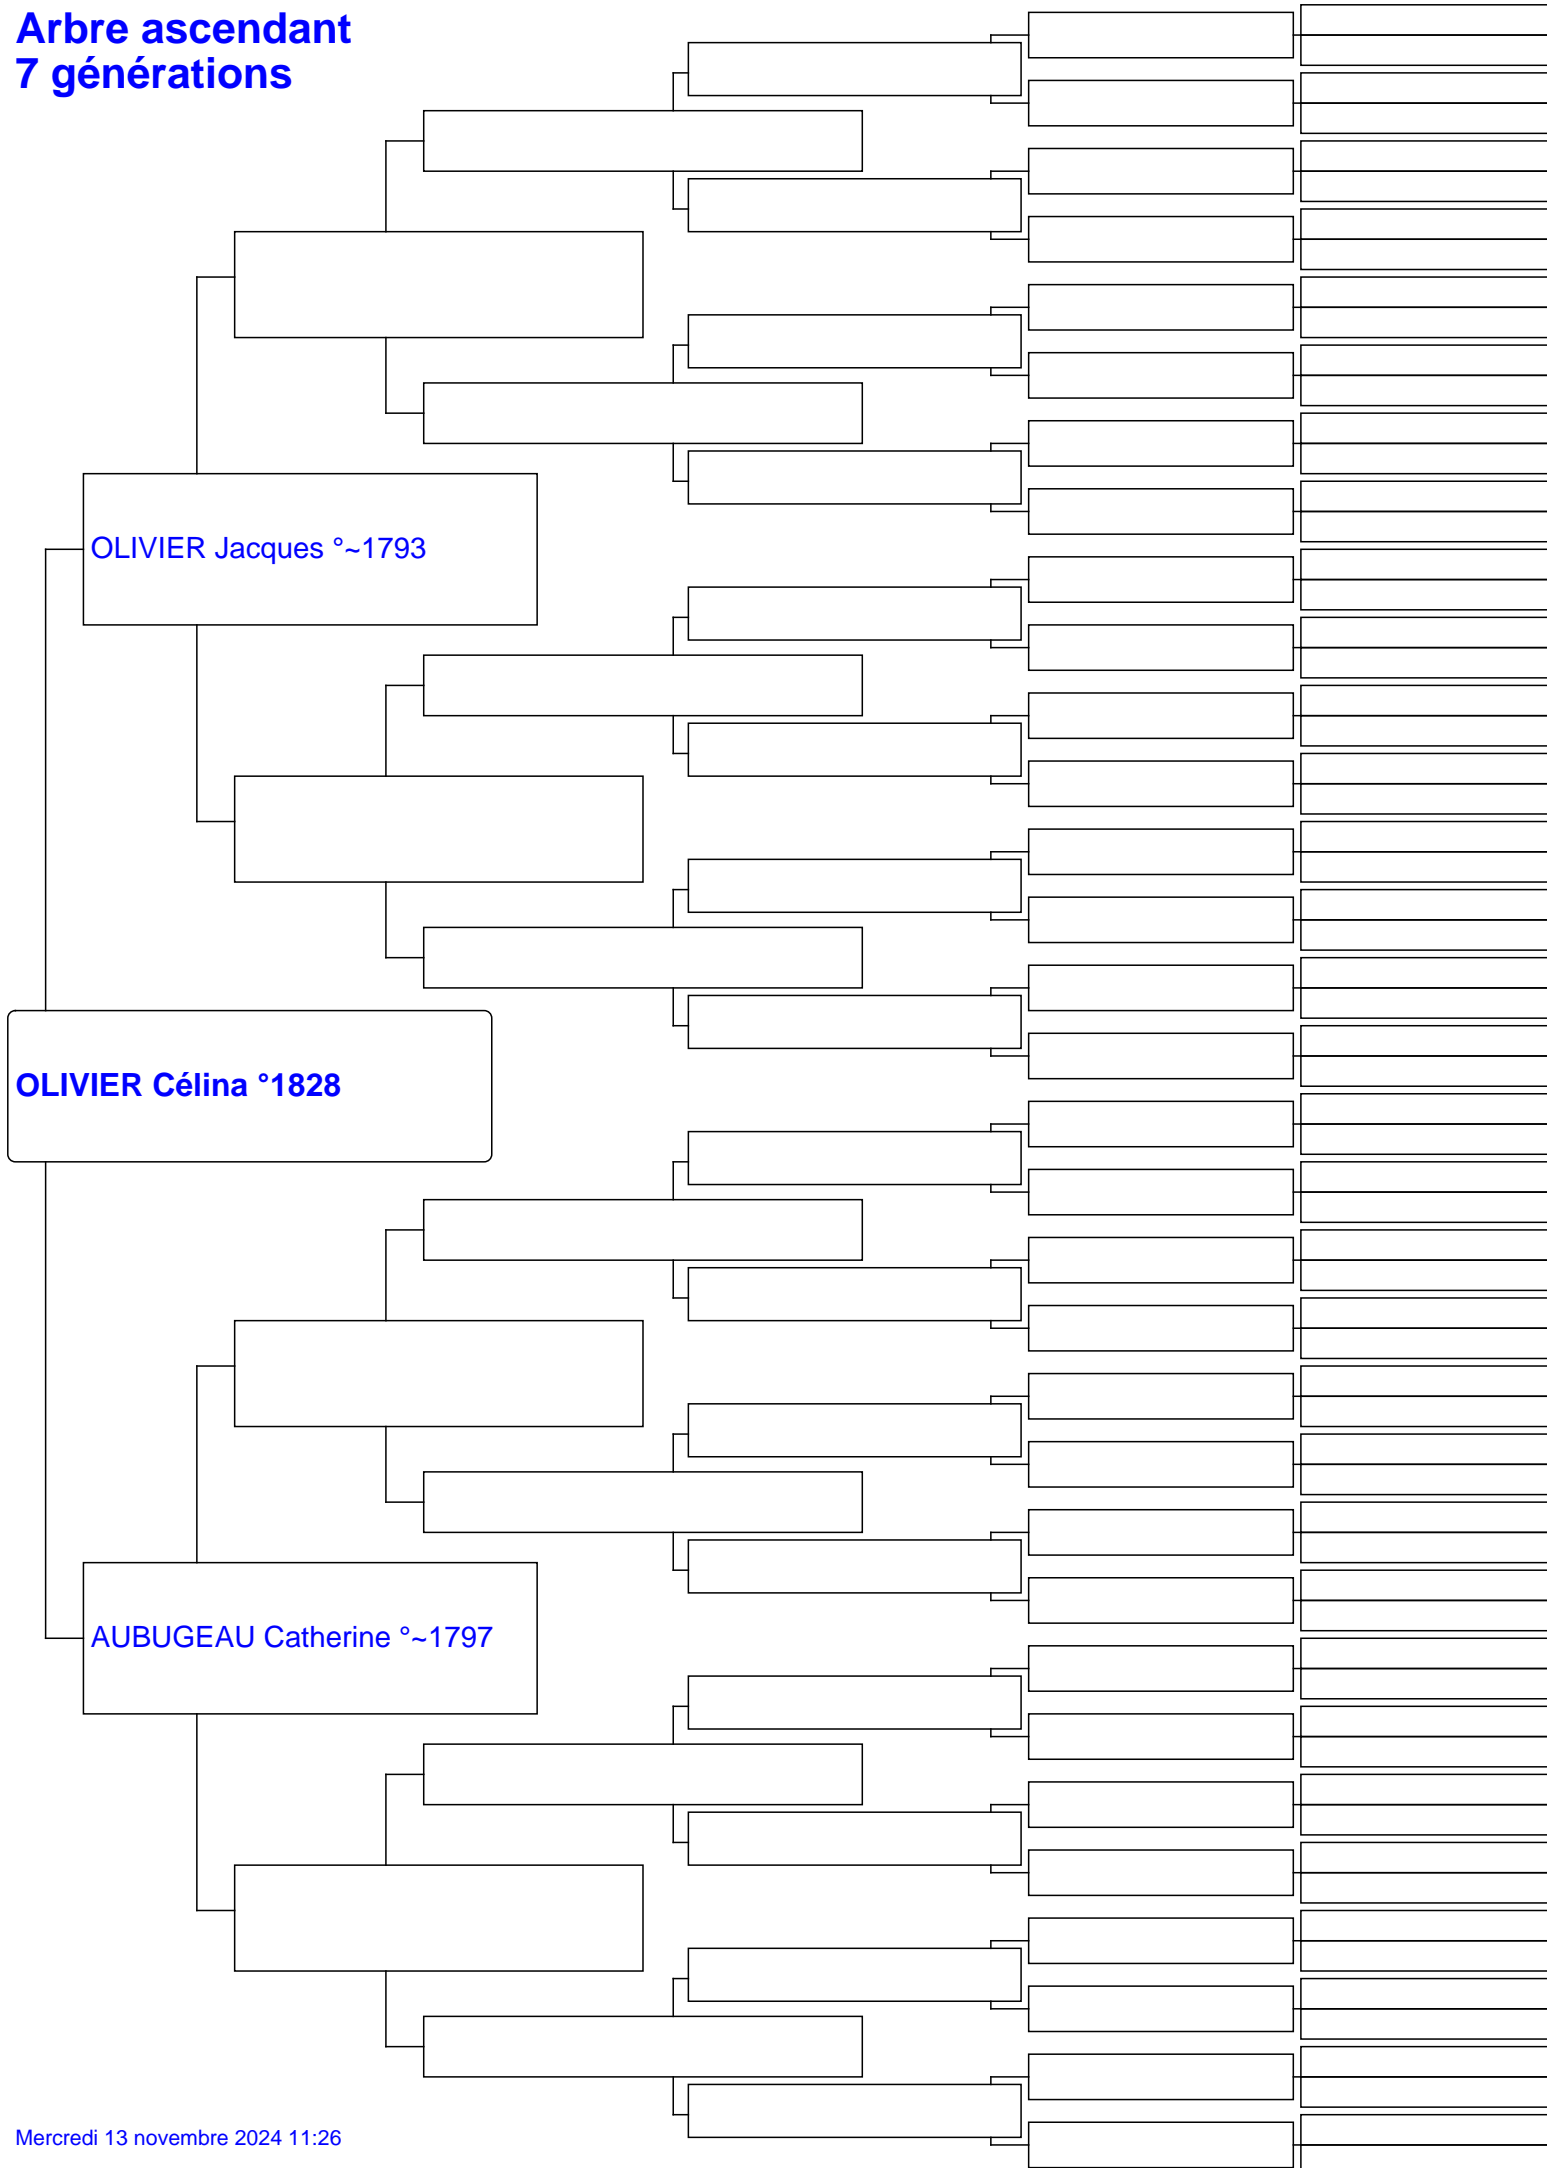 Arbre ascendant
7 générations
OLIVIER Jacques °~1793
OLIVIER Célina °1828
AUBUGEAU Catherine °~1797
Mercredi 13 novembre 2024 11:26